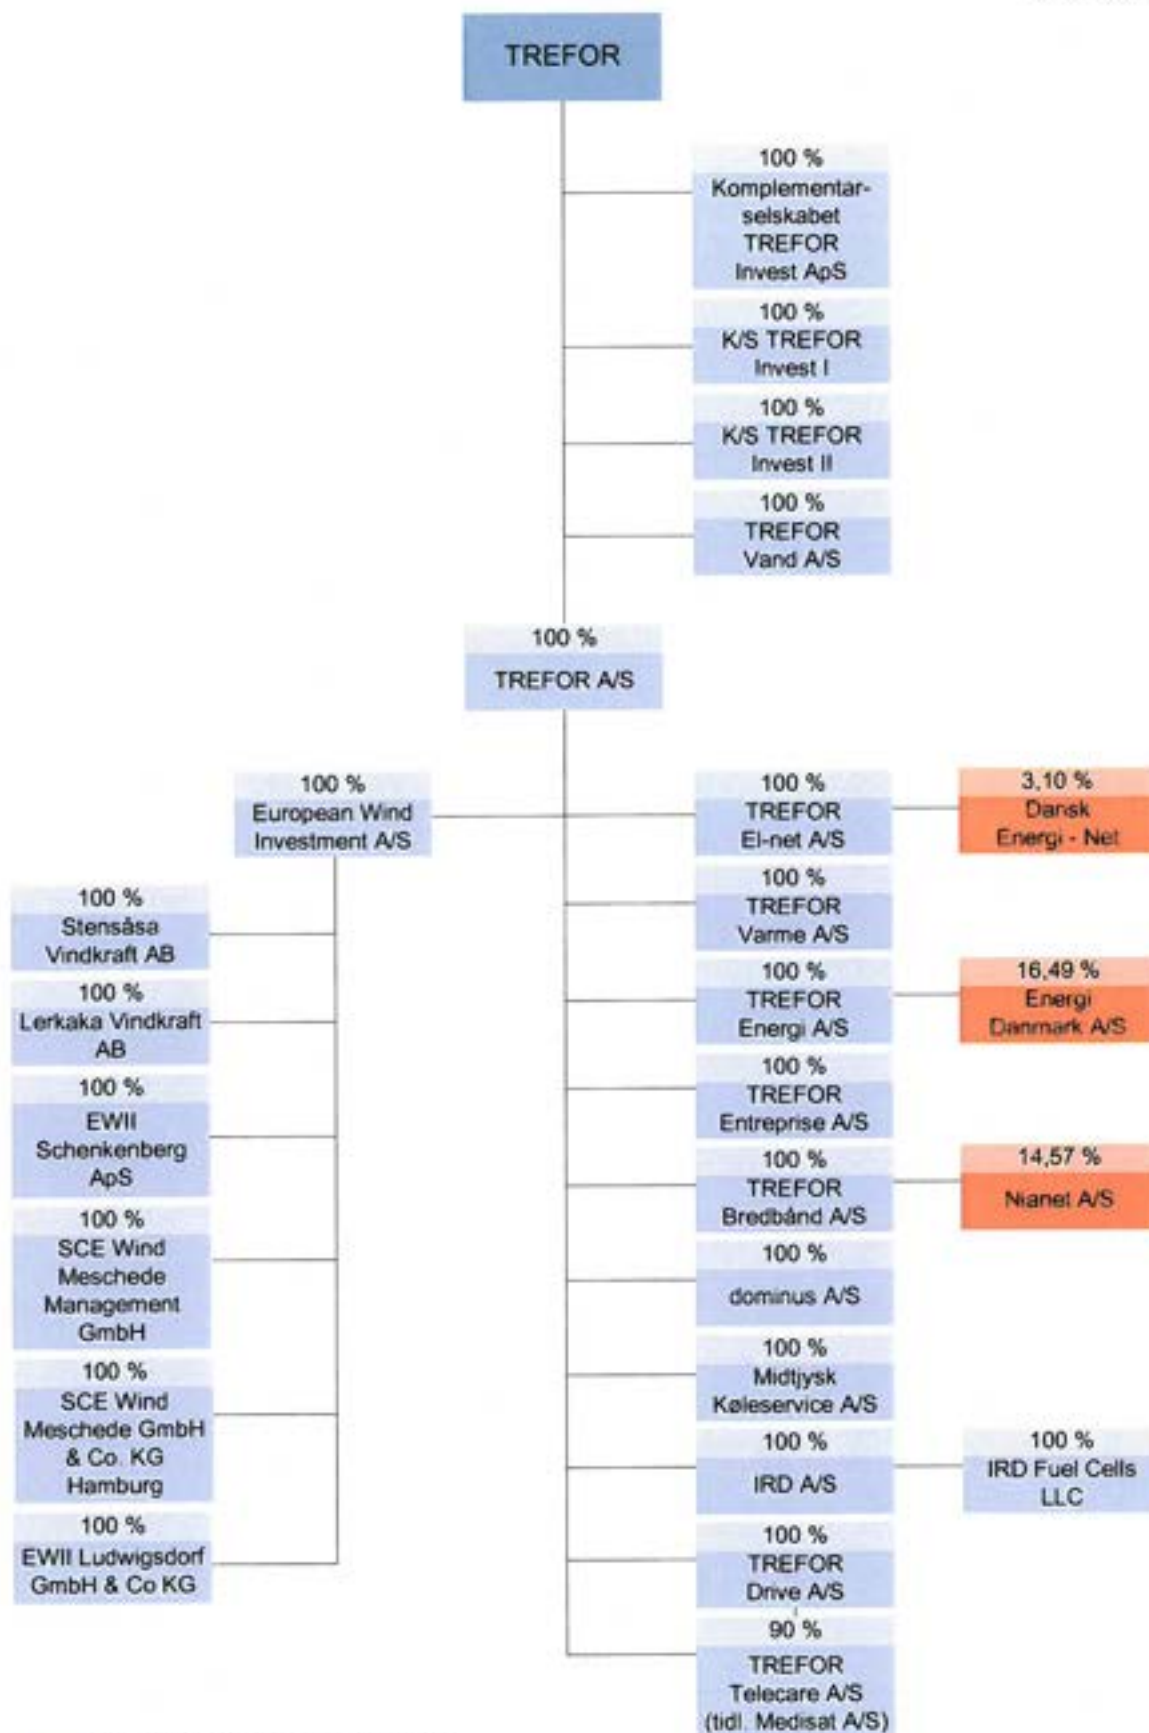 TREFOR
100 %
Komplementar-
selskabet
TREFOR
Invest ApS
100 %
K/S TREFOR
Invest I
100 %
K/S TREFOR
Invest II
100 %
TREFOR
Vand A/S
100 %
TREFOR A/S
100 %
European Wind
Investment A/S
100 %
Stensåsa
Vindkraft AB
100 %
Lerkaka Vindkraft
AB
100 %
EWII
Schenkenberg
ApS
100 %
SCE Wind
Meschede
Management
GmbH
100 %
SCE Wind
Meschede GmbH
& Co. KG
Hamburg
100 %
EWII Ludwigsdorf
GmbH & Co KG
100 %
TREFOR
El-net A/S
3,10 %
Dansk
Energi - Net
100 %
TREFOR
Varme A/S
100 %
TREFOR
Energi A/S
16,49 %
Energi
Danmark A/S
100 %
TREFOR
Entreprise A/S
100 %
TREFOR
Bredbånd A/S
14,57 %
Nianet A/S
100 %
dominus A/S
100 %
Midtjysk
Køleservice A/S
100 %
IRD A/S
100 %
IRD Fuel Cells
LLC
100 %
TREFOR
Drive A/S
90 %
TREFOR
Telecare A/S
(tidl. Medisat A/S)